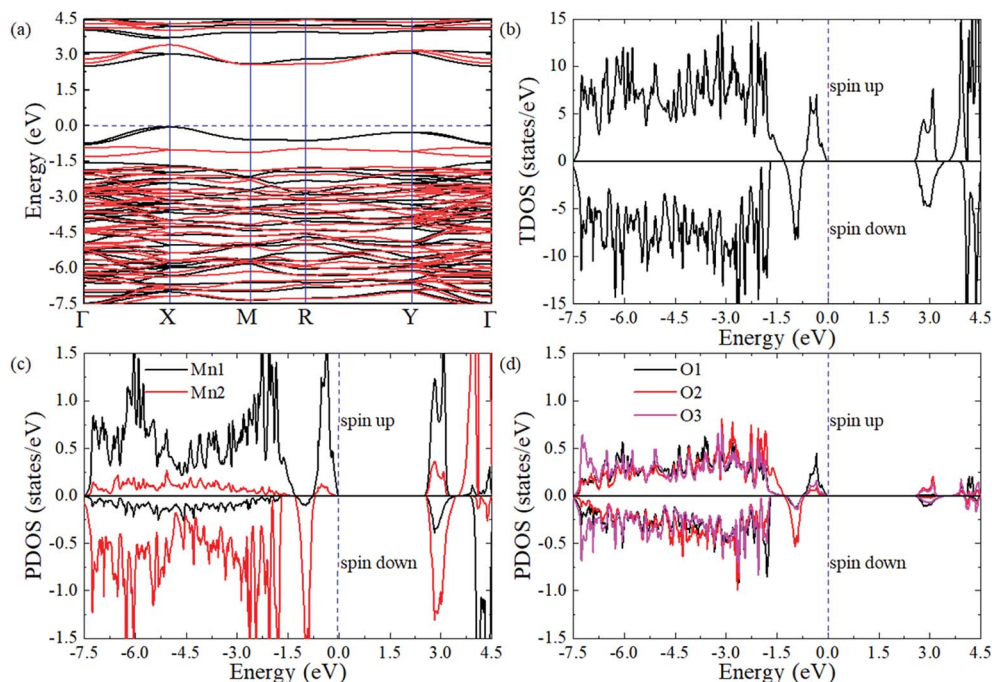 (a)
Energy (eV)
4.5
3.0
1.5
0.0
-1.5
-3.0
-4.5
-6.0
-7.5
Γ X M R Y Γ
(b)
TDOS (states/eV)
15
10
5
0
-5
-10
-15
spin up
spin down
-7.5 -6.0 -4.5 -3.0 -1.5 0.0 1.5 3.0 4.5
Energy (eV)
(c)
PDOS (states/eV)
1.5
1.0
0.5
0.0
-0.5
-1.0
-1.5
Mn1
Mn2
spin up
spin down
-7.5 -6.0 -4.5 -3.0 -1.5 0.0 1.5 3.0 4.5
Energy (eV)
(d)
PDOS (states/eV)
1.5
1.0
0.5
0.0
-0.5
-1.0
-1.5
O1
O2
O3
spin up
spin down
-7.5 -6.0 -4.5 -3.0 -1.5 0.0 1.5 3.0 4.5
Energy (eV)